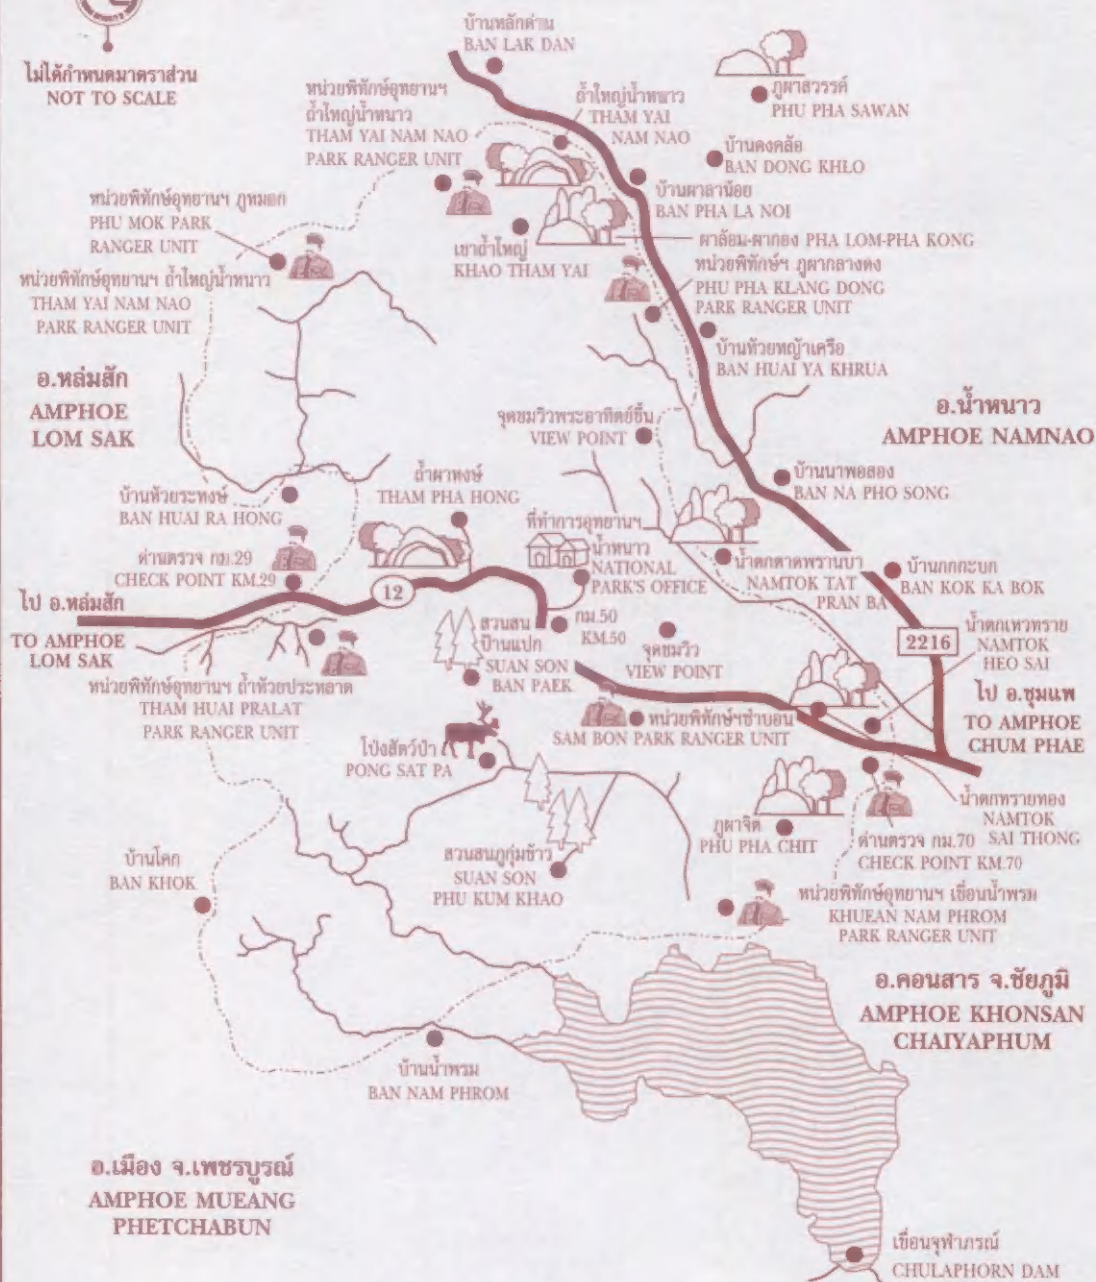 ไม่ได้กำหนดมาตราส่วน
NOT TO SCALE
บ้านหลักด่าน
BAN LAK DAN
ภูผาสวรรค์
PHU PHA SAWAN
หน่วยพิทักษ์อุทยานฯ
ถ้ำใหญ่น้ำหนาว
THAM YAI NAM NAO
PARK RANGER UNIT
ถ้ำใหญ่น้ำหนาว
THAM YAI
NAM NAO
บ้านดงคล้อ
BAN DONG KHLO
บ้านผาลาน้อย
BAN PHA LA NOI
หน่วยพิทักษ์อุทยานฯ ภูหมอก
PHU MOK PARK
RANGER UNIT
เขาถ้ำใหญ่
KHAO THAM YAI
ผาล้อม-ผากอง PHA LOM-PHA KONG
หน่วยพิทักษ์ฯ ภูผากลางดง
PHU PHA KLANG DONG
PARK RANGER UNIT
หน่วยพิทักษ์อุทยานฯ ถ้ำใหญ่น้ำหนาว
THAM YAI NAM NAO
PARK RANGER UNIT
บ้านห้วยหญ้าเครือ
BAN HUAI YA KHRUA
อ.หล่มสัก
AMPHOE
LOM SAK
อ.น้ำหนาว
AMPHOE NAMNAO
จุดชมวิวพระอาทิตย์ขึ้น
VIEW POINT
บ้านนาพอสอง
BAN NA PHO SONG
ถ้ำผาหงษ์
THAM PHA HONG
บ้านห้วยระหงษ์
BAN HUAI RA HONG
ที่ทำการอุทยานฯ
น้ำหนาว
NATIONAL
PARK'S OFFICE
น้ำตกตาดพรานบา
NAMTOK TAT
PRAN BA
บ้านกกกะบก
BAN KOK KA BOK
ด่านตรวจ กม.29
CHECK POINT KM.29
12
ไป อ.หล่มสัก
TO AMPHOE
LOM SAK
กม.50
KM.50
สวนสน
บ้านแปก
SUAN SON
BAN PAEK
จุดชมวิว
VIEW POINT
2216
น้ำตกเหวทราย
NAMTOK
HEO SAI
ไป อ.ชุมแพ
TO AMPHOE
CHUM PHAE
หน่วยพิทักษ์อุทยานฯ ถ้ำห้วยประหลาด
THAM HUAI PRALAT
PARK RANGER UNIT
หน่วยพิทักษ์ฯซำบอน
SAM BON PARK RANGER UNIT
โป่งสัตว์ป่า
PONG SAT PA
น้ำตกทรายทอง
NAMTOK
SAI THONG
ภูผาจิต
PHU PHA CHIT
ด่านตรวจ กม.70
CHECK POINT KM.70
บ้านโคก
BAN KHOK
สวนสนภูกุ่มข้าว
SUAN SON
PHU KUM KHAO
หน่วยพิทักษ์อุทยานฯ เขื่อนน้ำพรม
KHUEAN NAM PHROM
PARK RANGER UNIT
อ.คอนสาร จ.ชัยภูมิ
AMPHOE KHONSAN
CHAIYAPHUM
บ้านน้ำพรม
BAN NAM PHROM
อ.เมือง จ.เพชรบูรณ์
AMPHOE MUEANG
PHETCHABUN
เขื่อนจุฬาภรณ์
CHULAPHORN DAM